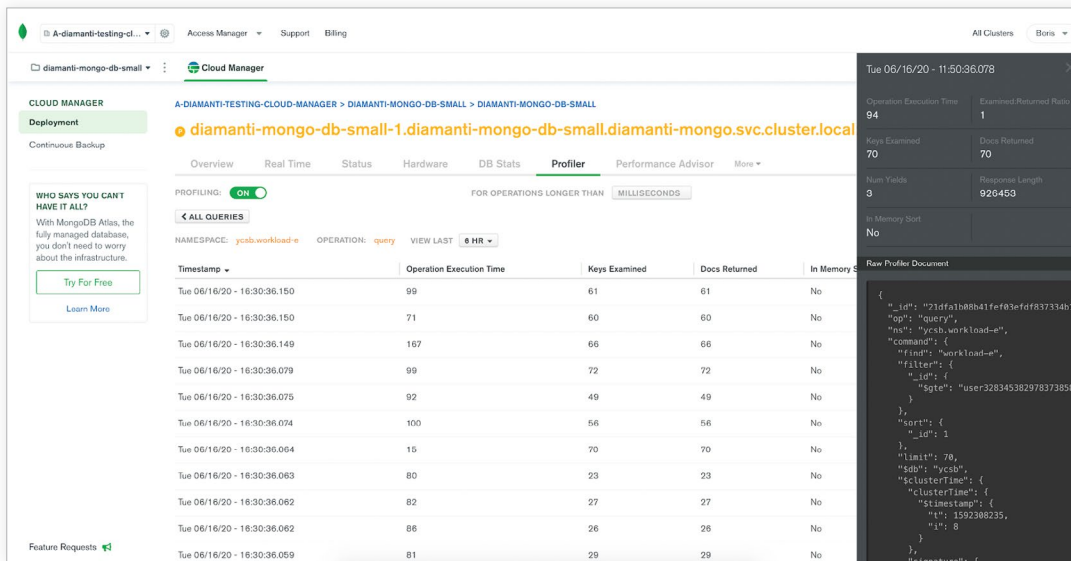 A-diamanti-testing-cl... Access Manager Support Billing All Clusters Boris
diamanti-mongo-db-small Cloud Manager
CLOUD MANAGER
Deployment
Continuous Backup
WHO SAYS YOU CAN'T
HAVE IT ALL?
With MongoDB Atlas, the
fully managed database,
you don't need to worry
about the infrastructure.
Try For Free
Learn More
Feature Requests
A-DIAMANTI-TESTING-CLOUD-MANAGER > DIAMANTI-MONGO-DB-SMALL > DIAMANTI-MONGO-DB-SMALL
P diamanti-mongo-db-small-1.diamanti-mongo-db-small.diamanti-mongo.svc.cluster.local
Overview Real Time Status Hardware DB Stats Profiler Performance Advisor More
PROFILING: ON FOR OPERATIONS LONGER THAN MILLISECONDS
< ALL QUERIES
NAMESPACE: ycsb.workload-e OPERATION: query VIEW LAST 6 HR
Timestamp Operation Execution Time Keys Examined Docs Returned In Memory S
Tue 06/16/20 - 16:30:36.150 99 61 61 No
Tue 06/16/20 - 16:30:36.150 71 60 60 No
Tue 06/16/20 - 16:30:36.149 167 66 66 No
Tue 06/16/20 - 16:30:36.079 99 72 72 No
Tue 06/16/20 - 16:30:36.075 92 49 49 No
Tue 06/16/20 - 16:30:36.074 100 56 56 No
Tue 06/16/20 - 16:30:36.064 15 70 70 No
Tue 06/16/20 - 16:30:36.063 80 23 23 No
Tue 06/16/20 - 16:30:36.062 82 27 27 No
Tue 06/16/20 - 16:30:36.062 86 26 26 No
Tue 06/16/20 - 16:30:36.059 81 29 29 No
Tue 06/16/20 - 11:50:36.078
Operation Execution Time Examined:Returned Ratio
94 1
Keys Examined Docs Returned
70 70
Num Yields Response Length
3 926453
In Memory Sort
No
Raw Profiler Document
{
"_id": "21dfa1b08b41fef03efdf837334b
"op": "query",
"ns": "ycsb.workload-e",
"command": {
"find": "workload-e",
"filter": {
"_id": {
"$gte": "user328345382978373858
}
},
"sort": {
"_id": 1
},
"limit": 70,
"$db": "ycsb",
"$clusterTime": {
"clusterTime": {
"$timestamp": {
"t": 1592308235,
"i": 8
}
},
"signature": {